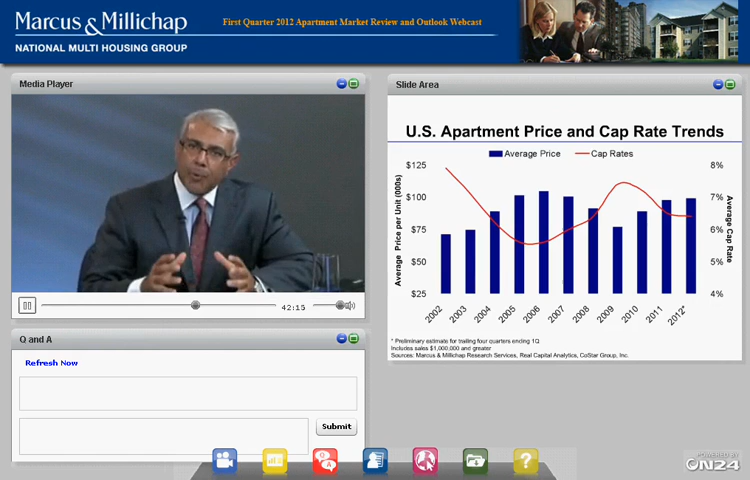 Marcus & Millichap
NATIONAL MULTI HOUSING GROUP
First Quarter 2012 Apartment Market Review and Outlook Webcast
Media Player
42:15
Q and A
Refresh Now
Submit
Slide Area
U.S. Apartment Price and Cap Rate Trends
Average Price
Cap Rates
Average Price per Unit (000s)
$125
$100
$75
$50
$25
8%
7%
6%
5%
4%
Average Cap Rate
2002 2003 2004 2005 2006 2007 2008 2009 2010 2011 2012*
* Preliminary estimate for trailing four quarters ending 1Q
Includes sales $1,000,000 and greater
Sources: Marcus & Millichap Research Services, Real Capital Analytics, CoStar Group, Inc.
Q
A
?
POWERED BY
ON24